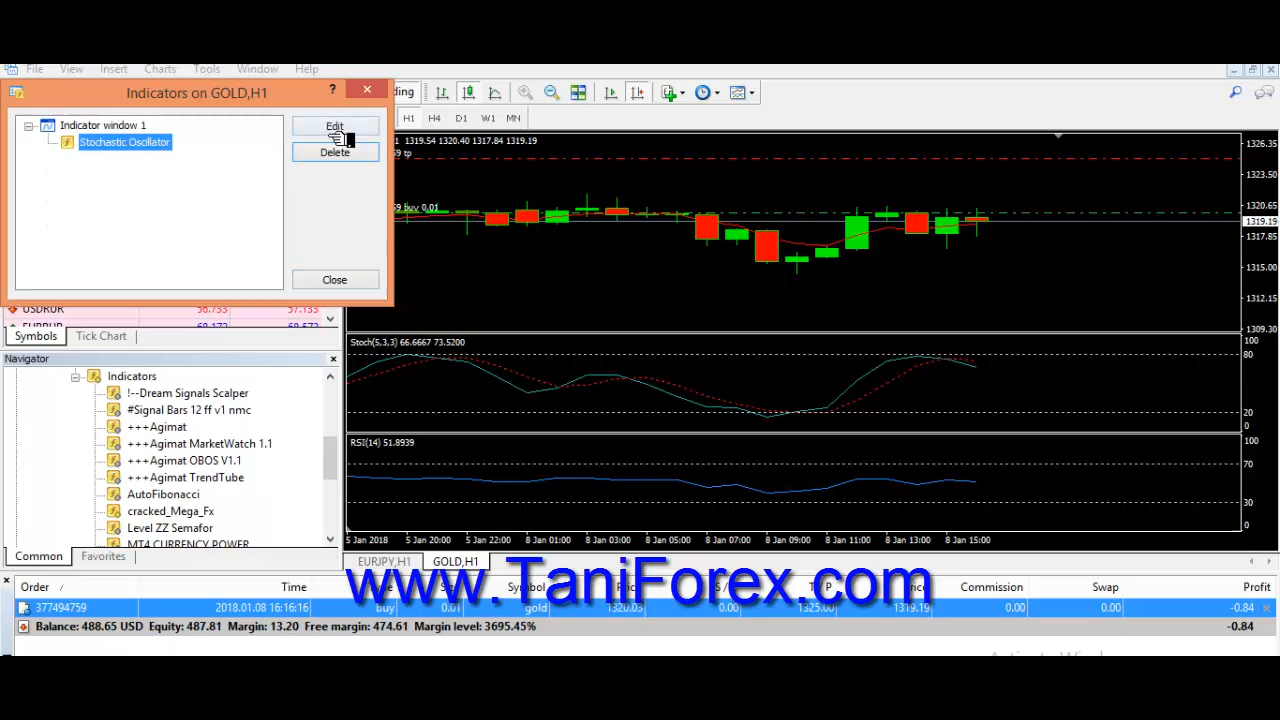 File View Insert Charts Tools Window Help
Indicators on GOLD,H1
Indicator window 1
Stochastic Oscillator
Edit
Delete
Close
H1 H4 D1 W1 MN
1319.54 1320.40 1317.84 1319.19
tp
buy 0.01
1326.35
1323.50
1320.65
1319.19
1317.85
1315.00
1312.15
1309.30
Stoch(5,3,3) 66.6667 73.5200
100
80
20
0
RSI(14) 51.8939
100
70
30
0
5 Jan 2018 5 Jan 20:00 5 Jan 22:00 8 Jan 01:00 8 Jan 03:00 8 Jan 05:00 8 Jan 07:00 8 Jan 09:00 8 Jan 11:00 8 Jan 13:00 8 Jan 15:00
EURJPY,H1 GOLD,H1
USDRUR 56.733 57.133
Symbols Tick Chart
Navigator
Indicators
!--Dream Signals Scalper
#Signal Bars 12 ff v1 nmc
+++Agimat
+++Agimat MarketWatch 1.1
+++Agimat OBOS V1.1
+++Agimat TrendTube
AutoFibonacci
cracked_Mega_Fx
Level ZZ Semafor
MT4 CURRENCY POWER
Common Favorites
www.TaniForex.com
Order Time Symbol Commission Swap Profit
377494759 2018.01.08 16:16:16 buy 0.01 gold 1320.03 0.00 1325.00 1319.19 0.00 0.00 -0.84
Balance: 488.65 USD Equity: 487.81 Margin: 13.20 Free margin: 474.61 Margin level: 3695.45% -0.84